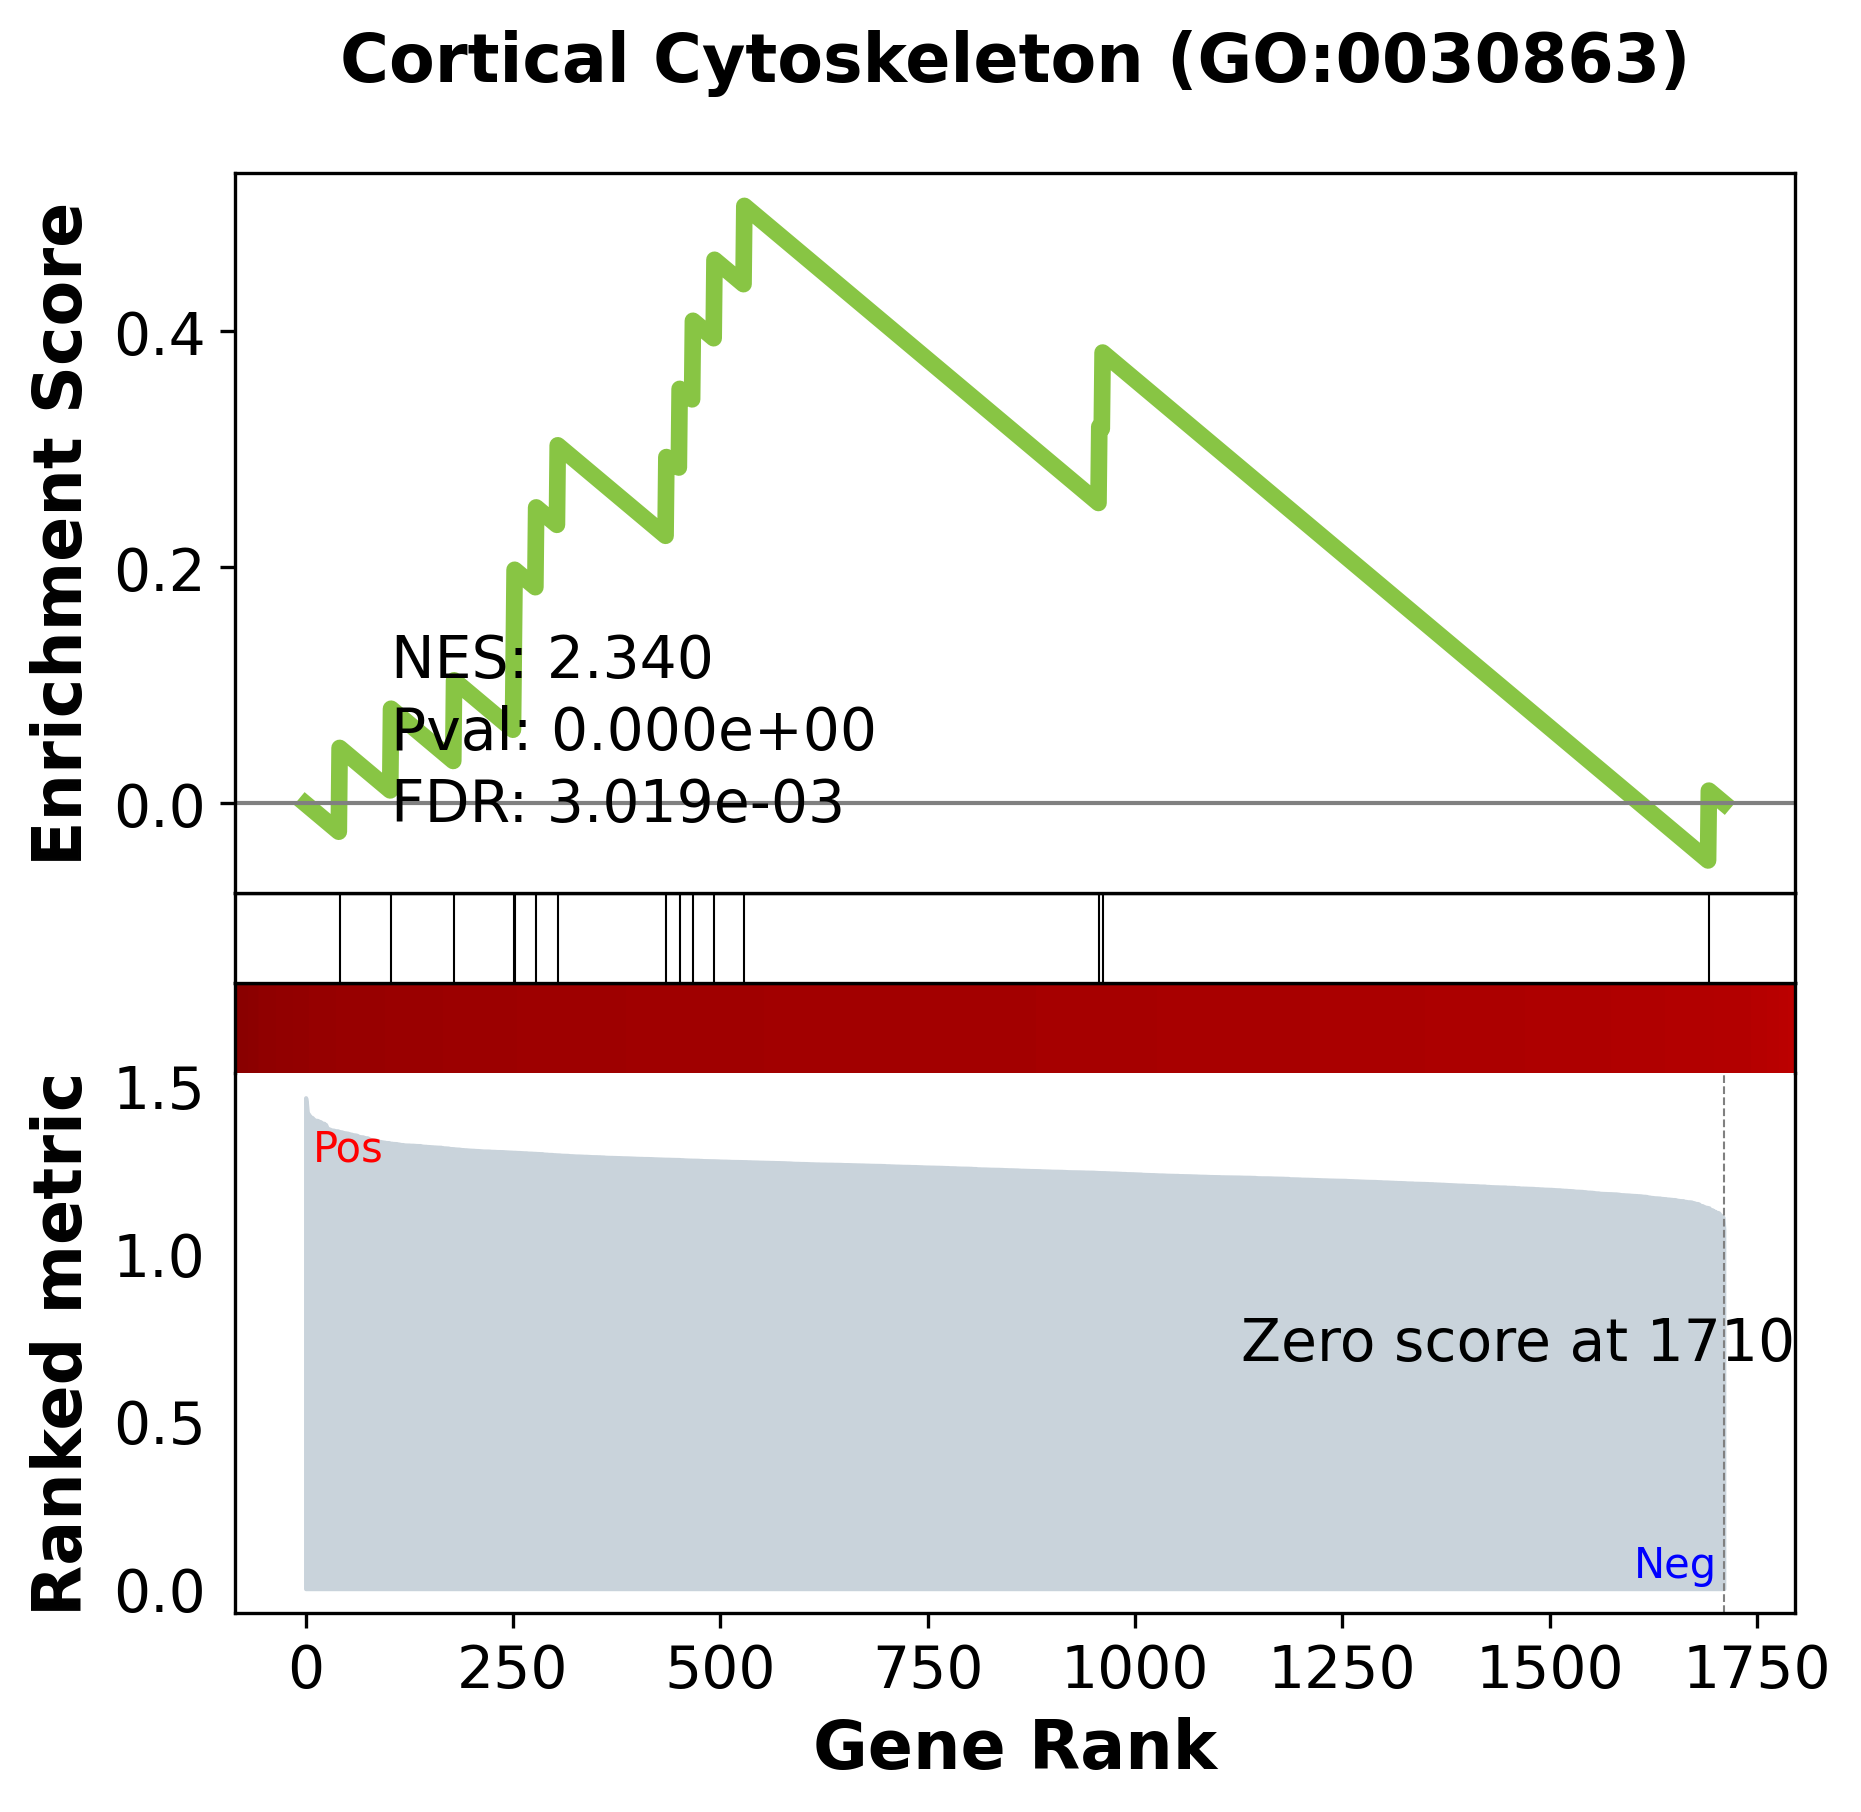 Cortical Cytoskeleton (GO:0030863)
Enrichment Score
0.4
0.2
0.0
NES: 2.340
Pval: 0.000e+00
FDR: 3.019e-03
Ranked metric
1.5
1.0
0.5
0.0
Pos
Zero score at 1710
Neg
0 250 500 750 1000 1250 1500 1750
Gene Rank